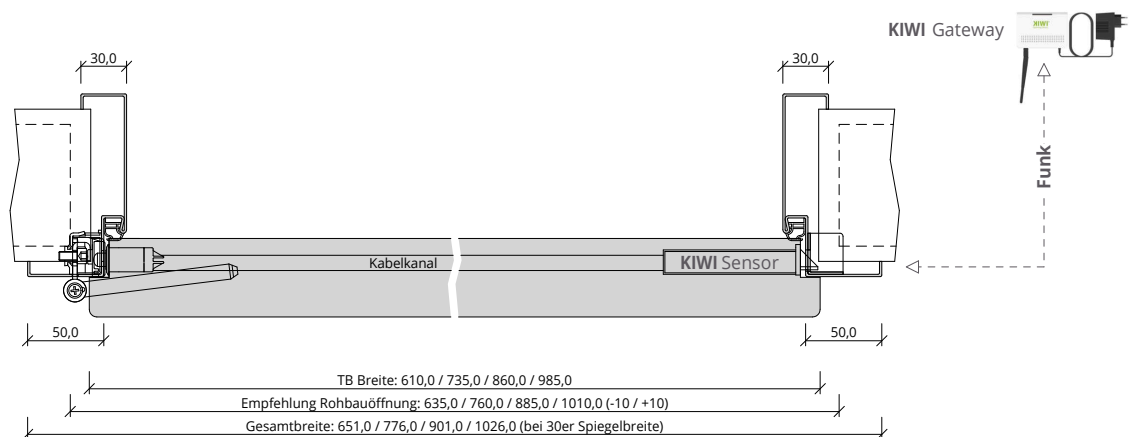 KIWI Gateway
KIWI
30,0
30,0
Funk
Kabelkanal
KIWI Sensor
50,0
50,0
TB Breite: 610,0 / 735,0 / 860,0 / 985,0
Empfehlung Rohbauöffnung: 635,0 / 760,0 / 885,0 / 1010,0 (-10 / +10)
Gesamtbreite: 651,0 / 776,0 / 901,0 / 1026,0 (bei 30er Spiegelbreite)